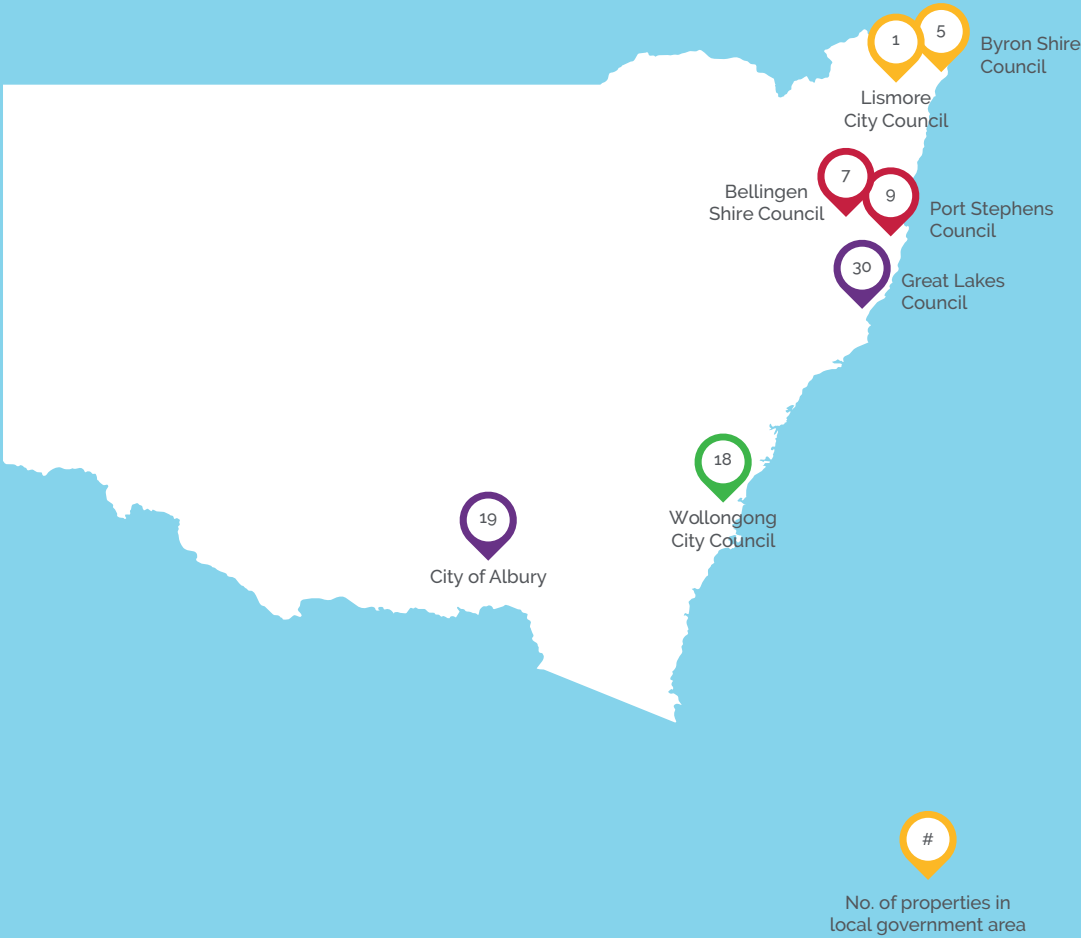 1
5
Byron Shire
Council
Lismore
City Council
7
Bellingen
Shire Council
9
Port Stephens
Council
30
Great Lakes
Council
18
Wollongong
City Council
19
City of Albury
#
No. of properties in
local government area